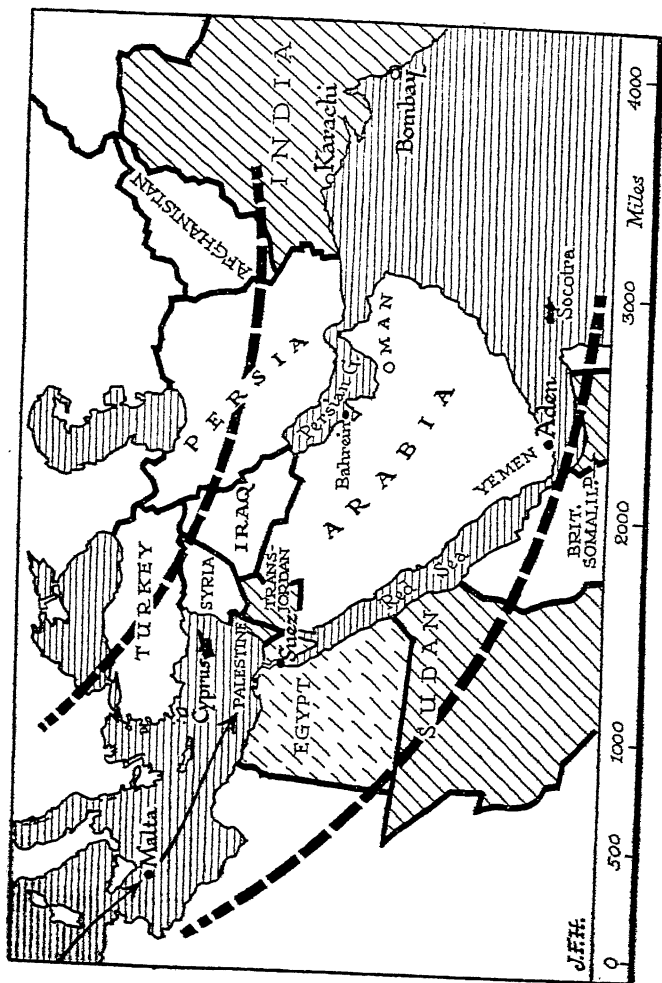 TURKEY
PERSIA
AFGHANISTAN
INDIA
Karachi
Bombay
Malta
Cyprus
SYRIA
IRAQ
PALESTINE
TRANS-
JORDAN
Suez
EGYPT
Persian G.
Bahrein
OMAN
ARABIA
Red Sea
YEMEN
Aden
Socotra
SUDAN
BRIT.
SOMALILD.
J.F.H.
0
500
1000
2000
3000
Miles
4000